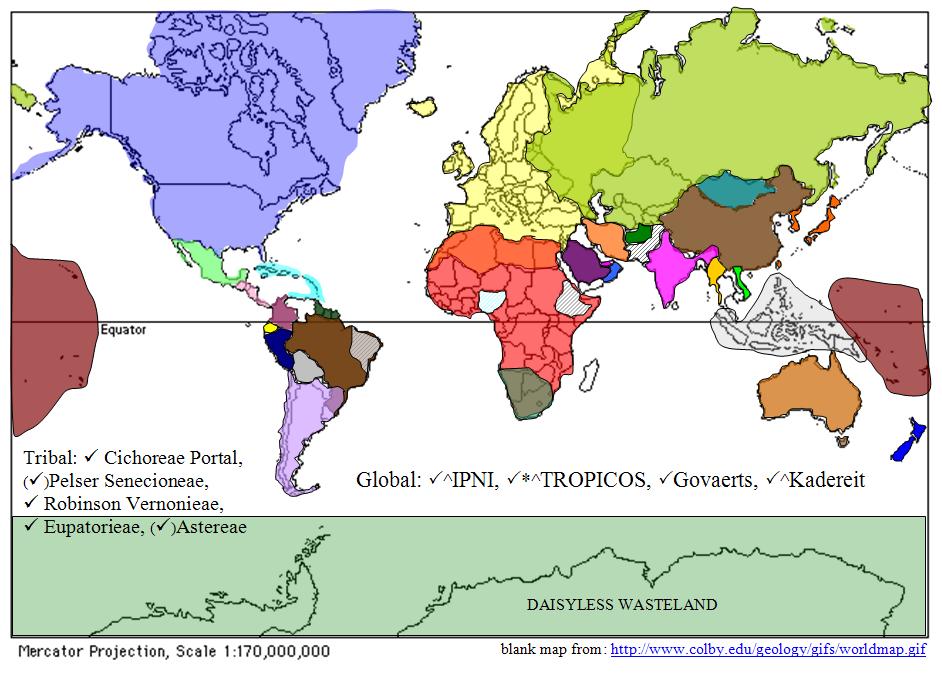 Equator
Tribal: ✓ Cichoreae Portal,
(✓)Pelser Senecioneae,
✓ Robinson Vernonieae,
✓ Eupatorieae, (✓)Astereae
Global: ✓^IPNI, ✓*^TROPICOS, ✓Govaerts, ✓^Kadereit
DAISYLESS WASTELAND
Mercator Projection, Scale 1:170,000,000
blank map from: http://www.colby.edu/geology/gifs/worldmap.gif